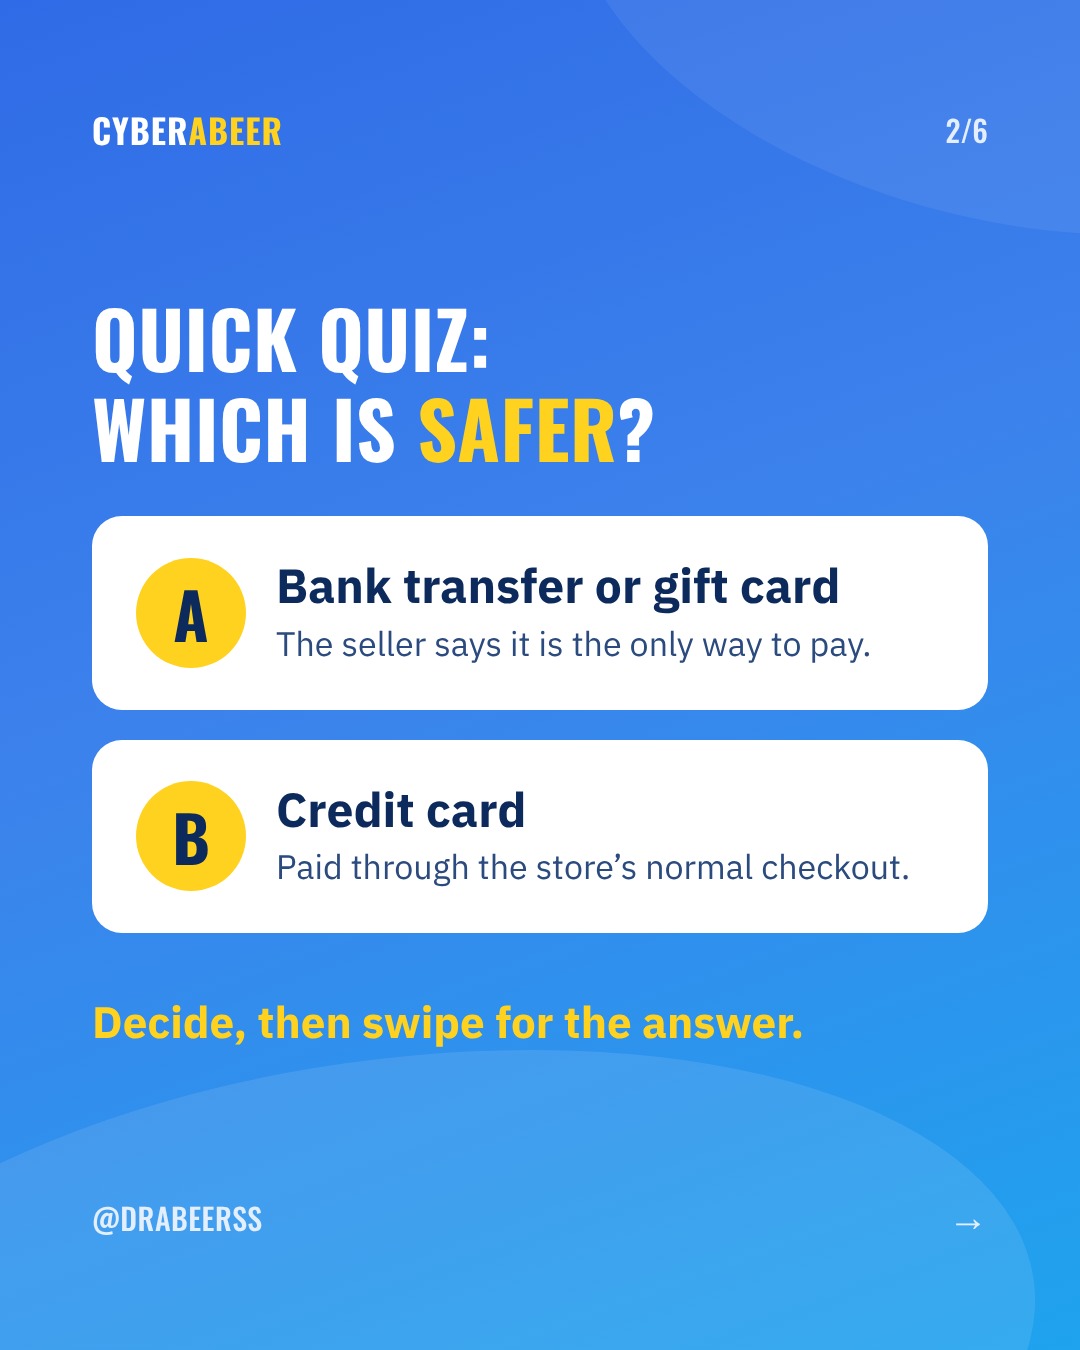 CYBERABEER
2/6
QUICK QUIZ:
WHICH IS SAFER?
A
Bank transfer or gift card
The seller says it is the only way to pay.
B
Credit card
Paid through the store’s normal checkout.
Decide, then swipe for the answer.
@DRABEERSS
→